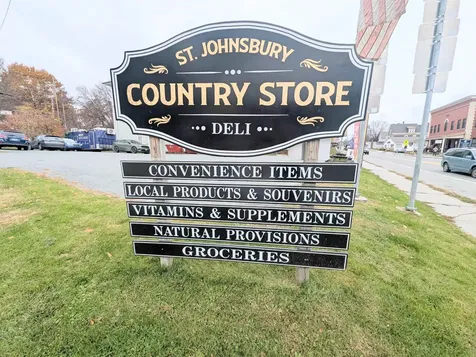 ST. JOHNSBURY
COUNTRY STORE
DELI
CONVENIENCE ITEMS
LOCAL PRODUCTS & SOUVENIRS
VITAMINS & SUPPLEMENTS
NATURAL PROVISIONS
GROCERIES